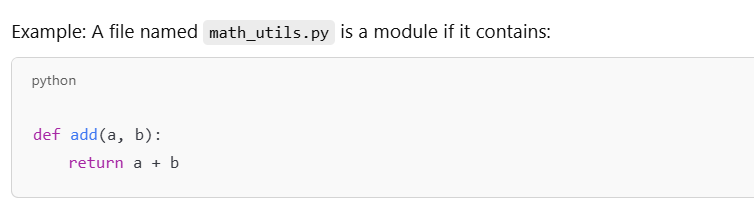 Example: A file named math_utils.py is a module if it contains:
python
def add(a, b):
    return a + b